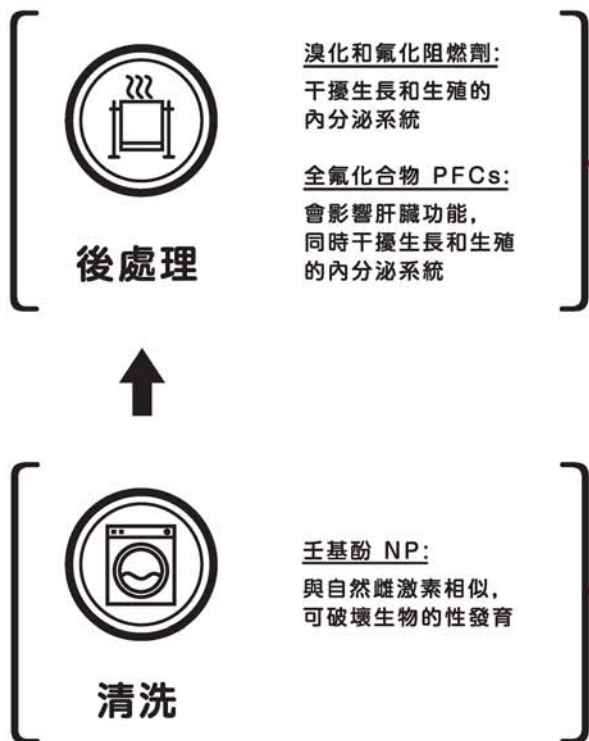 溴化和氟化阻燃劑:
干擾生長和生殖的
內分泌系統
全氟化合物 PFCs:
會影響肝臟功能,
同時干擾生長和生殖
的內分泌系統
後處理
壬基酚 NP:
與自然雌激素相似,
可破壞生物的性發育
清洗